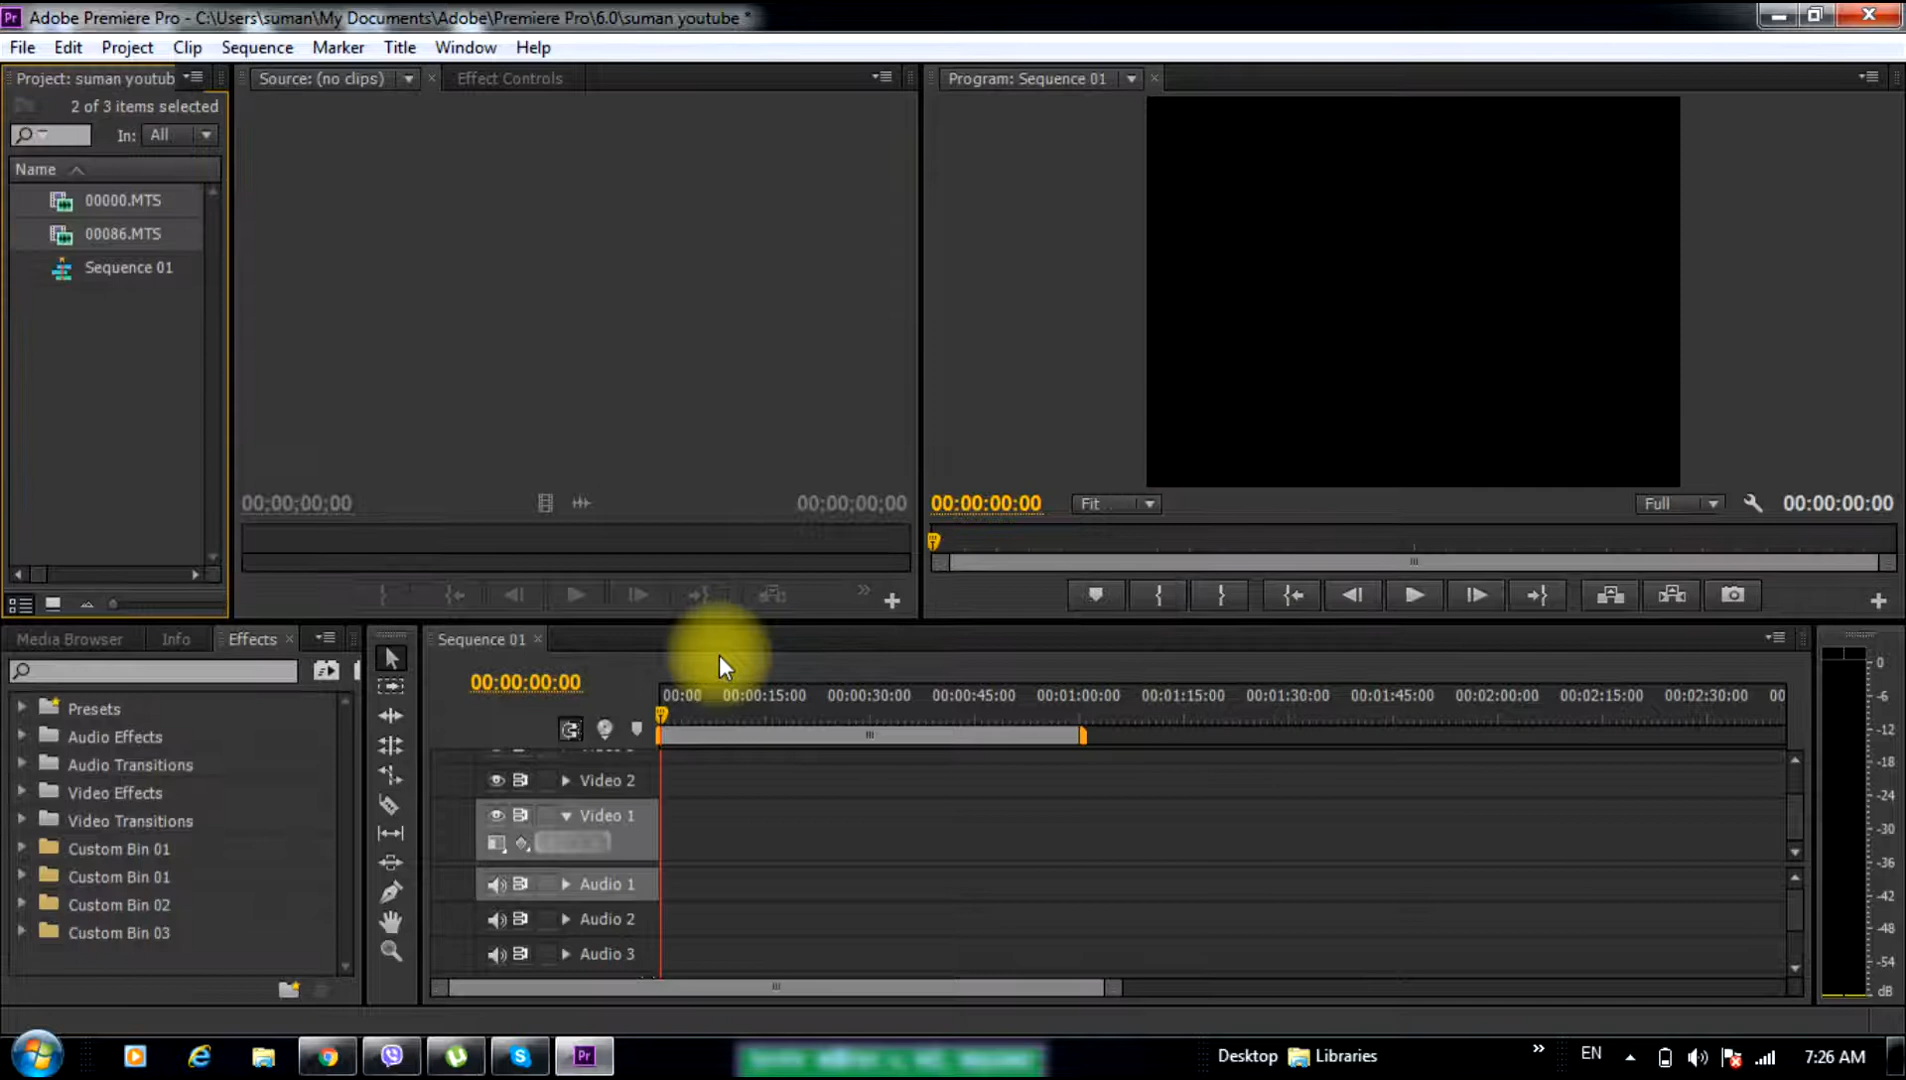 Adobe Premiere Pro - C:\Users\suman\My Documents\Adobe\Premiere Pro\6.0\suman youtube *
File Edit Project Clip Sequence Marker Title Window Help
Project: suman youtub
Source: (no clips)
Effect Controls
Program: Sequence 01
2 of 3 items selected
In: All
Name
00000.MTS
00086.MTS
Sequence 01
00;00;00;00
00;00;00;00
00:00:00:00
Fit
Full
00:00:00:00
Media Browser
Info
Effects
Sequence 01
00:00:00:00
00:00 00:00:15:00 00:00:30:00 00:00:45:00 00:01:00:00 00:01:15:00 00:01:30:00 00:01:45:00 00:02:00:00 00:02:15:00 00:02:30:00 00
Presets
Audio Effects
Audio Transitions
Video Effects
Video Transitions
Custom Bin 01
Custom Bin 01
Custom Bin 02
Custom Bin 03
Video 2
Video 1
Audio 1
Audio 2
Audio 3
0
-6
-12
-18
-24
-30
-36
-42
-48
-54
dB
Desktop
Libraries
EN
7:26 AM